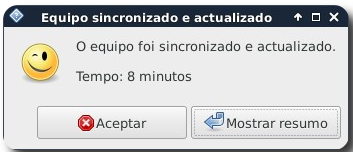 Equipo sincronizado e actualizado
O equipo foi sincronizado e actualizado.
Tempo: 8 minutos
Aceptar
Mostrar resumo